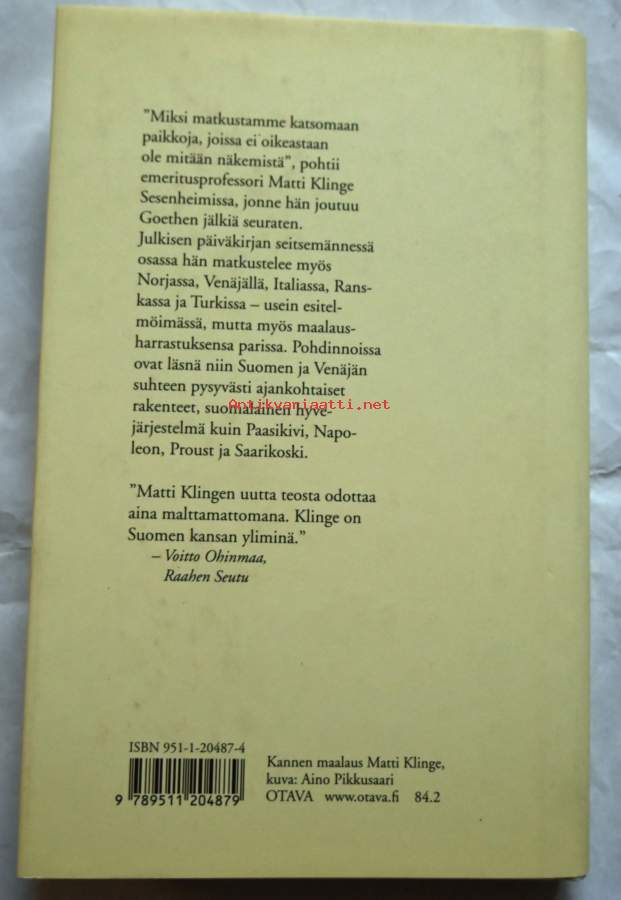 ”Miksi matkustamme katsomaan
paikkoja, joissa ei oikeastaan
ole mitään näkemistä”, pohtii
emeritusprofessori Matti Klinge
Sesenheimissa, jonne hän joutuu
Goethen jälkiä seuraten.
Julkisen päiväkirjan seitsemännessä
osassa hän matkustelee myös
Norjassa, Venäjällä, Italiassa, Rans-
kassa ja Turkissa – usein esitel-
möimässä, mutta myös maalaus-
harrastuksensa parissa. Pohdinnoissa
ovat läsnä niin Suomen ja Venäjän
suhteen pysyvästi ajankohtaiset
rakenteet, suomalainen hyve-
Antikvariaatti.net
järjestelmä kuin Paasikivi, Napo-
leon, Proust ja Saarikoski.
”Matti Klingen uutta teosta odottaa
aina malttamattomana. Klinge on
Suomen kansan yliminä.”
– Voitto Ohinmaa,
Raahen Seutu
ISBN 951-1-20487-4
9 789511 204879
Kannen maalaus Matti Klinge,
kuva: Aino Pikkusaari
OTAVA www.otava.fi 84.2